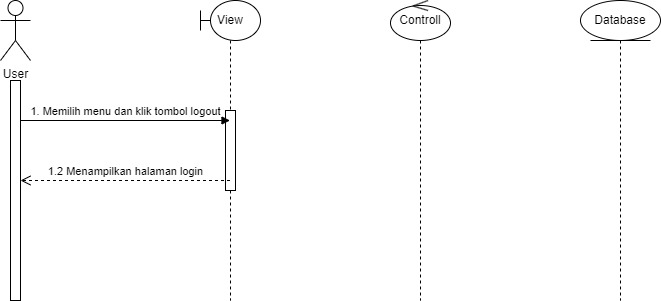 View
Controll
Database
User
1. Memilih menu dan klik tombol logout
1.2 Menampilkan halaman login